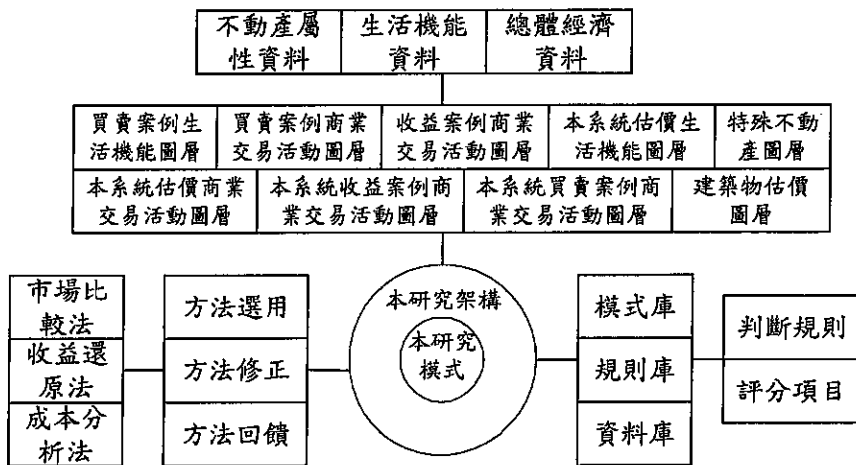 不動產屬
性資料
生活機能
資料
總體經濟
資料
買賣案例生
活機能圖層
買賣案例商業
交易活動圖層
收益案例商業
交易活動圖層
本系統估價生
活機能圖層
特殊不動
產圖層
本系統估價商業
交易活動圖層
本系統收益案例商
業交易活動圖層
本系統買賣案例商
業交易活動圖層
建築物估價
圖層
市場比
較法
收益還
原法
成本分
析法
方法選用
方法修正
方法回饋
本研究架構
本研究
模式
模式庫
規則庫
資料庫
判斷規則
評分項目